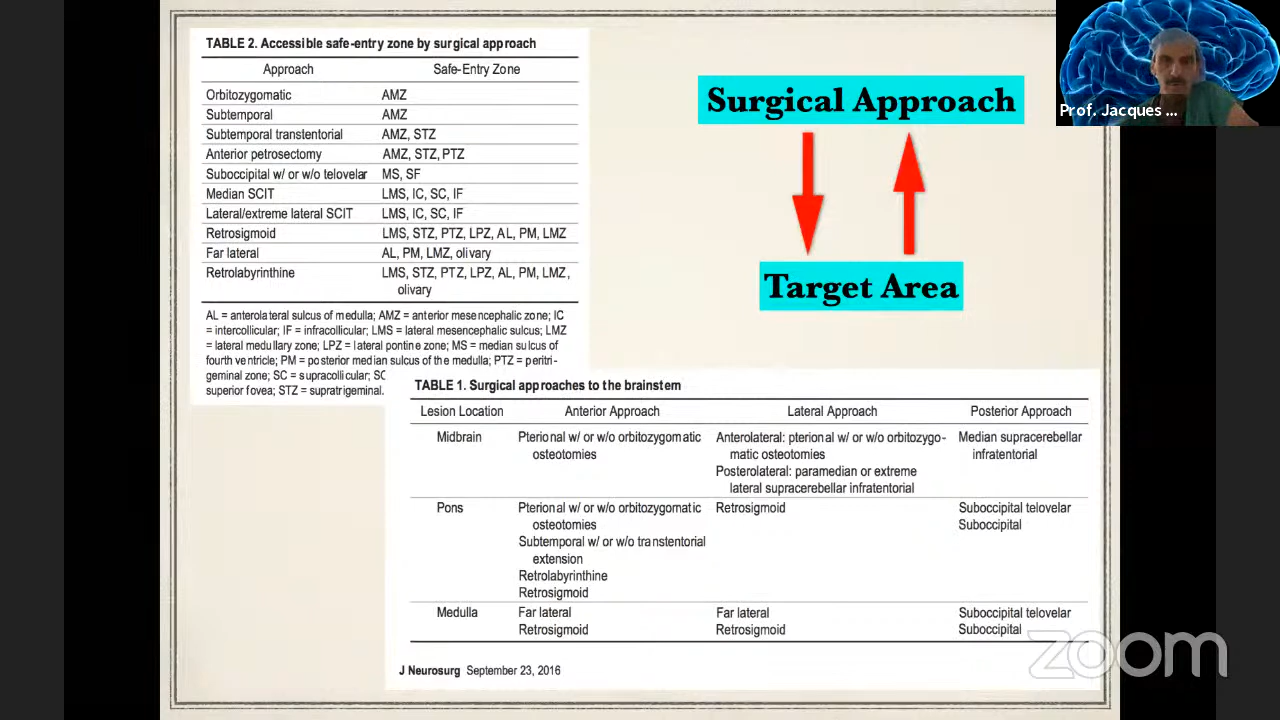 TABLE 2. Accessible safe-entry zone by surgical approach
Approach Safe-Entry Zone
Orbitozygomatic AMZ
Subtemporal AMZ
Subtemporal transtentorial AMZ, STZ
Anterior petrosectomy AMZ, STZ, PTZ
Suboccipital w/ or w/o telovelar MS, SF
Median SCIT LMS, IC, SC, IF
Lateral/extreme lateral SCIT LMS, IC, SC, IF
Retrosigmoid LMS, STZ, PTZ, LPZ, AL, PM, LMZ
Far lateral AL, PM, LMZ, olivary
Retrolabyrinthine LMS, STZ, PTZ, LPZ, AL, PM, LMZ,
olivary
AL = anterolateral sulcus of medulla; AMZ = anterior mesencephalic zone; IC
= intercollicular; IF = infracollicular; LMS = lateral mesencephalic sulcus; LMZ
= lateral medullary zone; LPZ = lateral pontine zone; MS = median sulcus of
fourth ventricle; PM = posterior median sulcus of the medulla; PTZ = peritri-
geminal zone; SC = supracollicular; SC
superior fovea; STZ = supratrigeminal.
Surgical Approach
Target Area
Prof. Jacques ...
TABLE 1. Surgical approaches to the brainstem
Lesion Location Anterior Approach Lateral Approach Posterior Approach
Midbrain Pterional w/ or w/o orbitozygomatic Anterolateral: pterional w/ or w/o orbitozygo- Median supracerebellar
osteotomies matic osteotomies infratentorial
Posterolateral: paramedian or extreme
lateral supracerebellar infratentorial
Pons Pterional w/ or w/o orbitozygomatic Retrosigmoid Suboccipital telovelar
osteotomies Suboccipital
Subtemporal w/ or w/o transtentorial
extension
Retrolabyrinthine
Retrosigmoid
Medulla Far lateral Far lateral Suboccipital telovelar
Retrosigmoid Retrosigmoid Suboccipital
J Neurosurg September 23, 2016
zoom